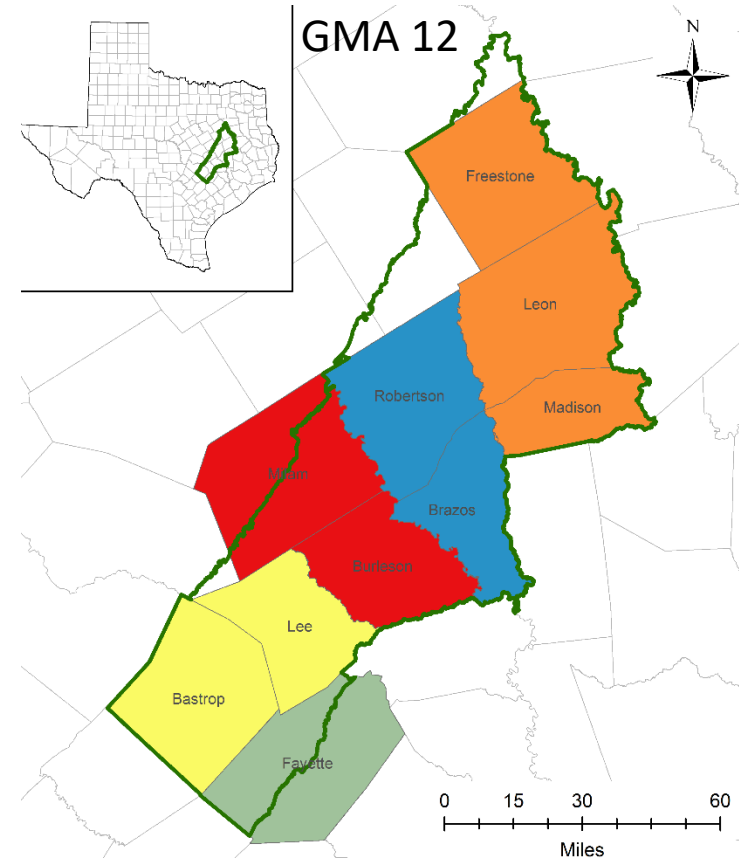 GMA 12
N
Freestone
Leon
Madison
Robertson
Milam
Brazos
Burleson
Lee
Bastrop
Fayette
0 15 30 60
Miles